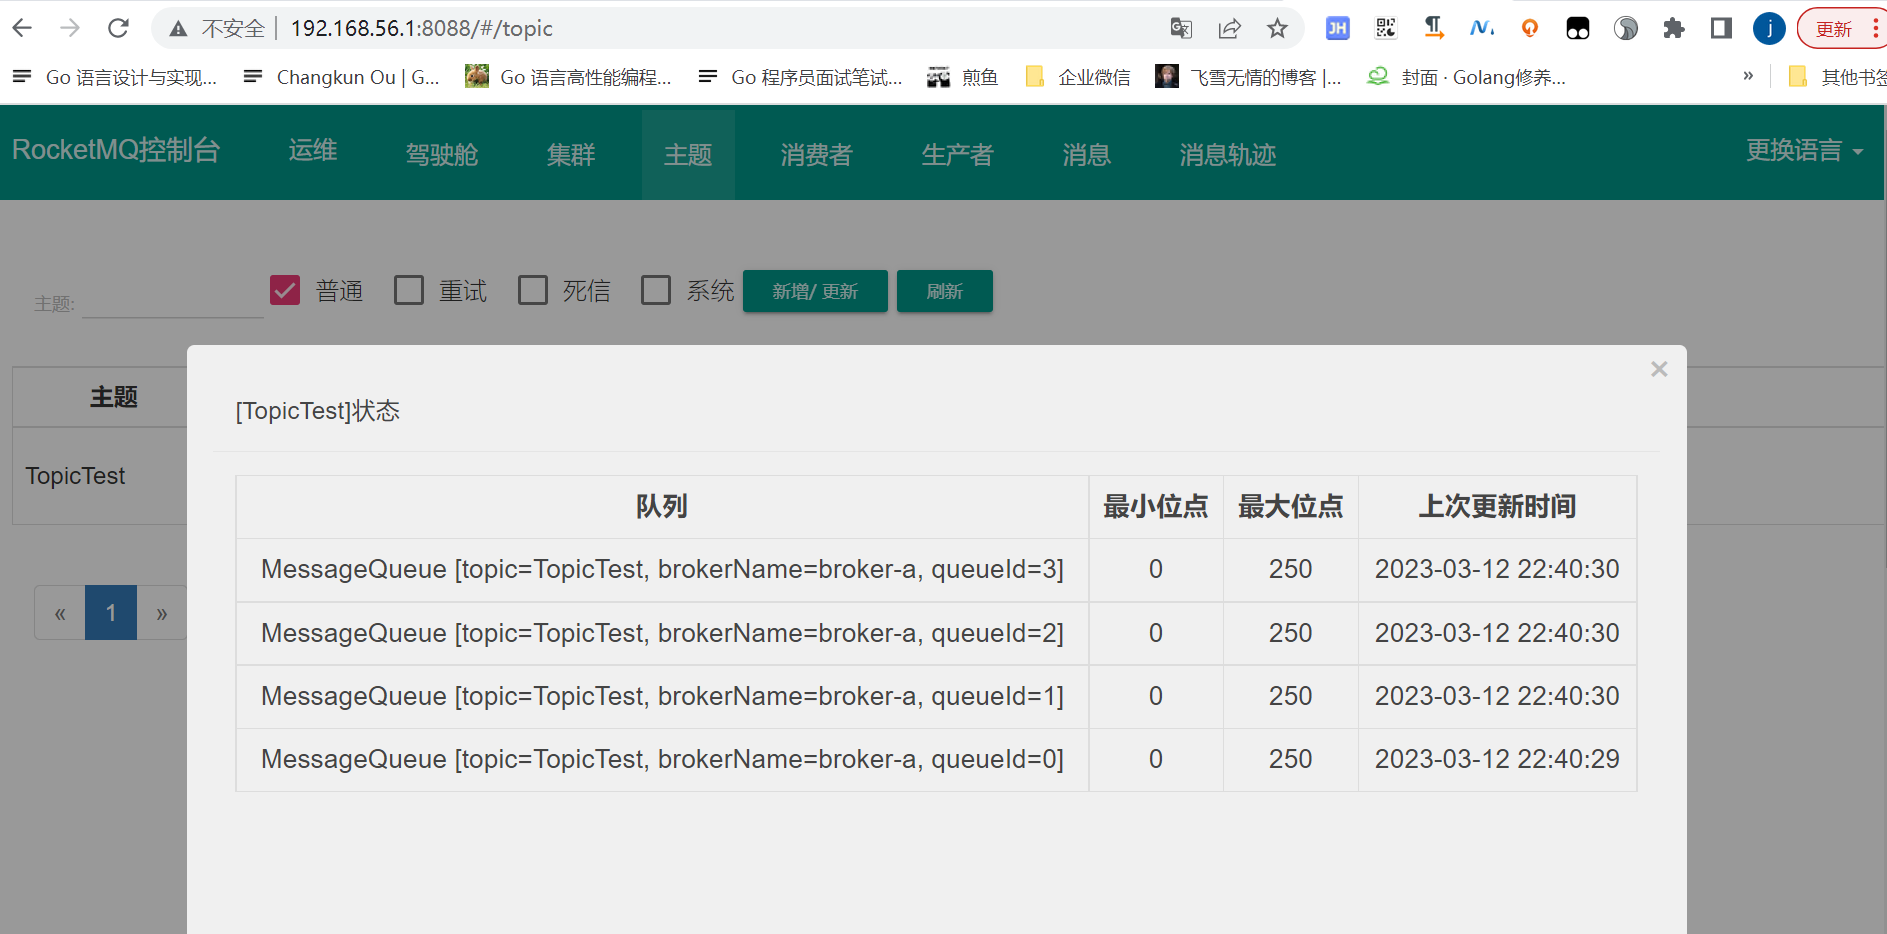 不安全 192.168.56.1:8088/#/topic JH j 更新
Go 语言设计与实现... Changkun Ou | G... Go 语言高性能编程... Go 程序员面试笔试... 煎鱼 企业微信 飞雪无情的博客 |... 封面 · Golang修养... » 其他书签
RocketMQ控制台 运维 驾驶舱 集群 主题 消费者 生产者 消息 消息轨迹 更换语言
主题: 普通 重试 死信 系统 新增/ 更新 刷新
主题
TopicTest
« 1 »
×
[TopicTest]状态
队列 最小位点 最大位点 上次更新时间
MessageQueue [topic=TopicTest, brokerName=broker-a, queueId=3] 0 250 2023-03-12 22:40:30
MessageQueue [topic=TopicTest, brokerName=broker-a, queueId=2] 0 250 2023-03-12 22:40:30
MessageQueue [topic=TopicTest, brokerName=broker-a, queueId=1] 0 250 2023-03-12 22:40:30
MessageQueue [topic=TopicTest, brokerName=broker-a, queueId=0] 0 250 2023-03-12 22:40:29